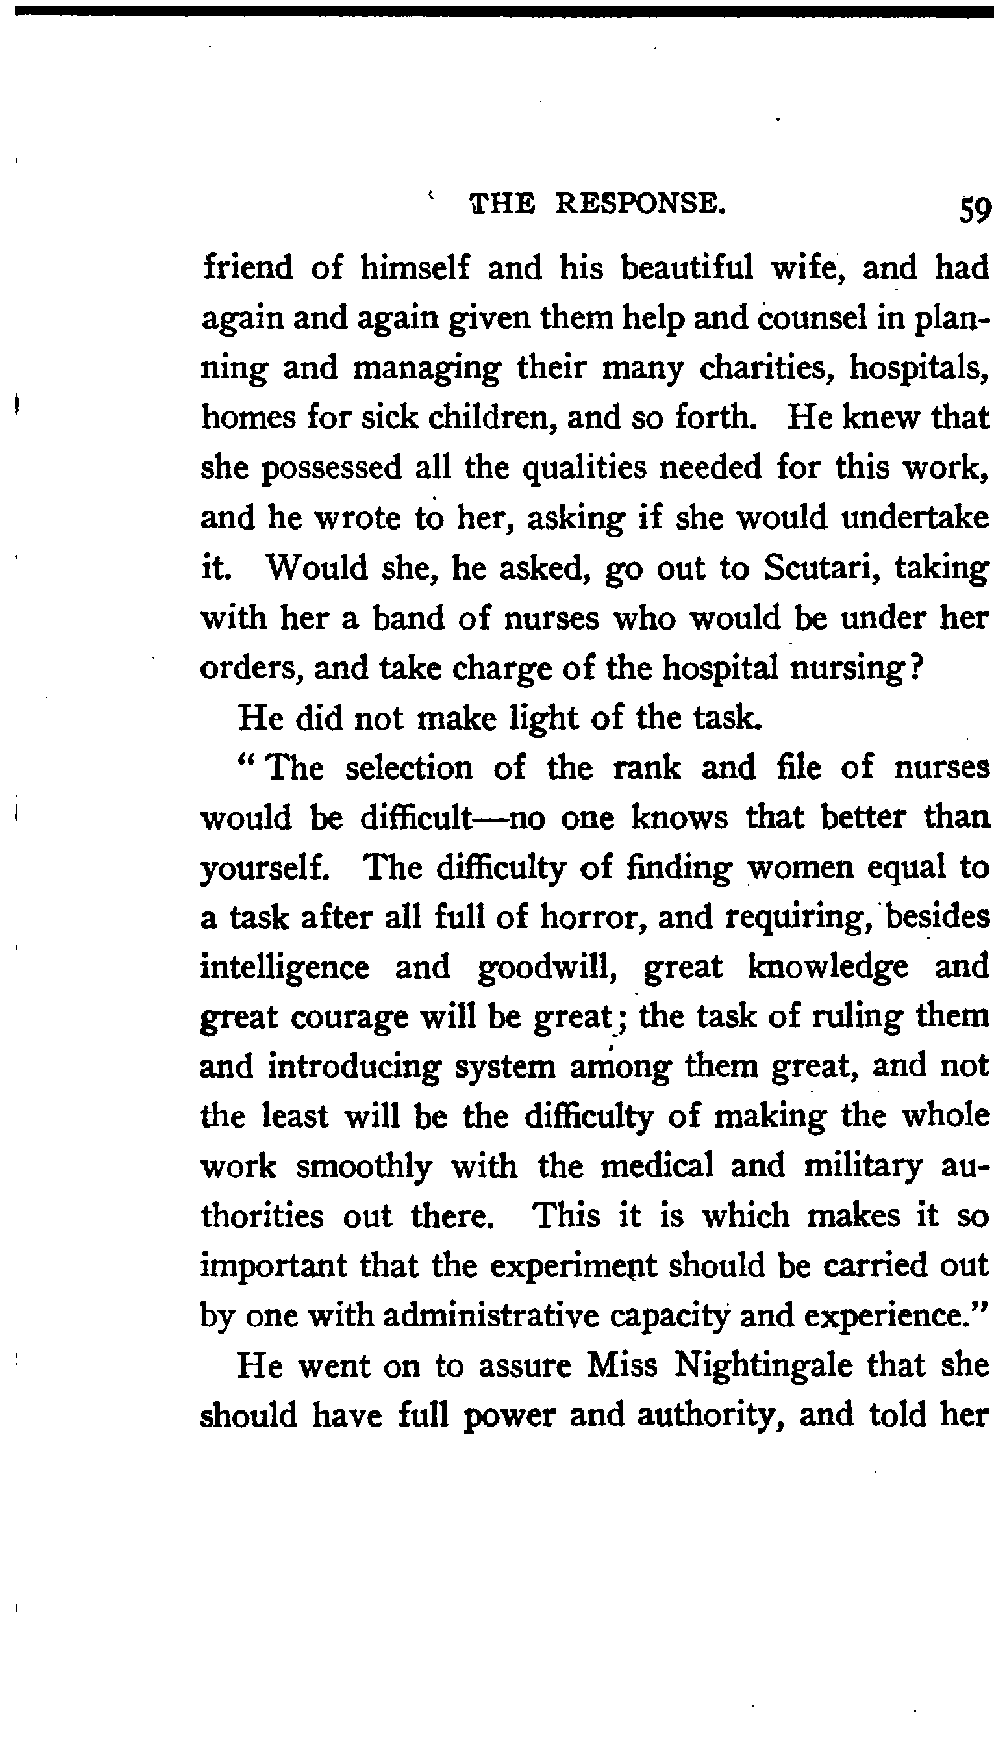 THE RESPONSE. 59
friend of himself and his beautiful wife, and had
again and again given them help and counsel in plan-
ning and managing their many charities, hospitals,
homes for sick children, and so forth. He knew that
she possessed all the qualities needed for this work,
and he wrote to her, asking if she would undertake
it. Would she, he asked, go out to Scutari, taking
with her a band of nurses who would be under her
orders, and take charge of the hospital nursing?
He did not make light of the task.
“ The selection of the rank and file of nurses
would be difficult—no one knows that better than
yourself. The difficulty of finding women equal to
a task after all full of horror, and requiring, besides
intelligence and goodwill, great knowledge and
great courage will be great; the task of ruling them
and introducing system among them great, and not
the least will be the difficulty of making the whole
work smoothly with the medical and military au-
thorities out there. This it is which makes it so
important that the experiment should be carried out
by one with administrative capacity and experience.”
He went on to assure Miss Nightingale that she
should have full power and authority, and told her